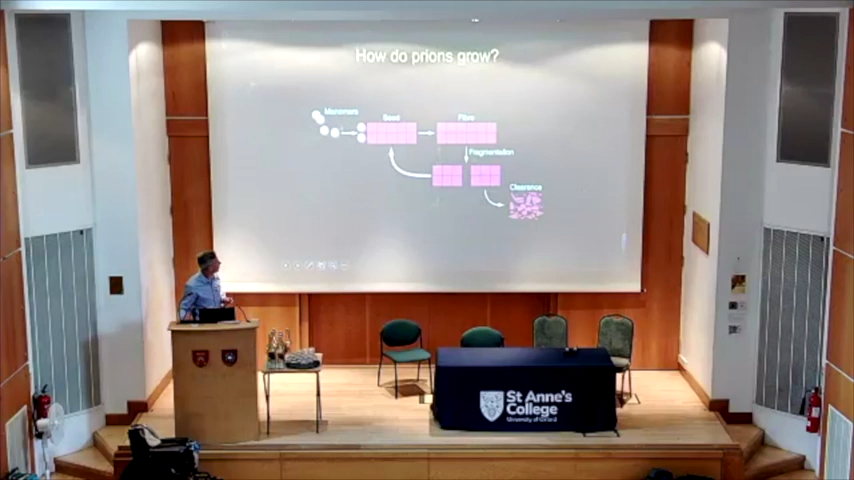 How do prions grow?
Monomers
Seed
Fibre
Fragmentation
Clearance
St Anne's
College
University of Oxford